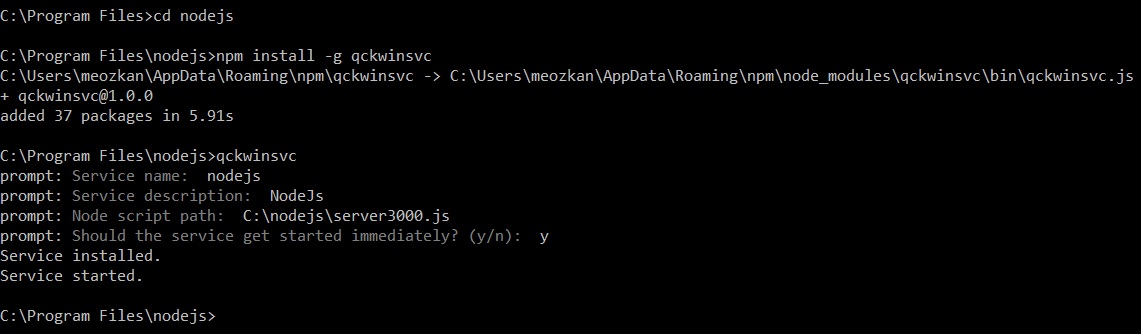 C:\Program Files>cd nodejs
C:\Program Files\nodejs>npm install -g qckwinsvc
C:\Users\meozkan\AppData\Roaming\npm\qckwinsvc -> C:\Users\meozkan\AppData\Roaming\npm\node_modules\qckwinsvc\bin\qckwinsvc.js
+ qckwinsvc@1.0.0
added 37 packages in 5.91s
C:\Program Files\nodejs>qckwinsvc
prompt: Service name:  nodejs
prompt: Service description:  NodeJs
prompt: Node script path:  C:\nodejs\server3000.js
prompt: Should the service get started immediately? (y/n):  y
Service installed.
Service started.
C:\Program Files\nodejs>